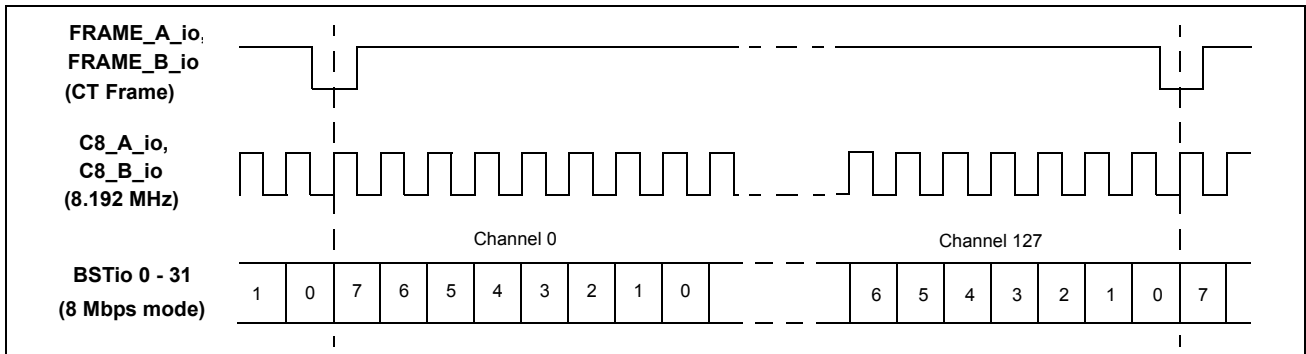 FRAME_A_io,
FRAME_B_io
(CT Frame)
C8_A_io,
C8_B_io
(8.192 MHz)
Channel 0
Channel 127
BSTio 0 - 31
(8 Mbps mode)
1 0 7 6 5 4 3 2 1 0 6 5 4 3 2 1 0 7